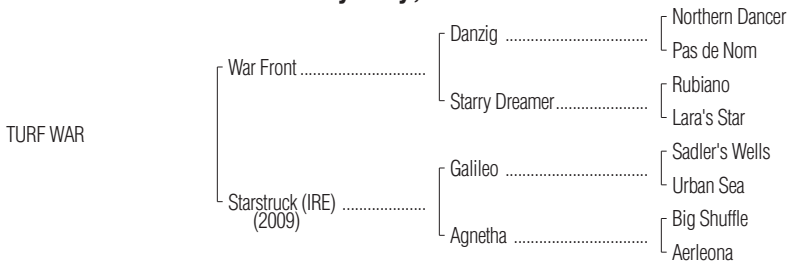 Northern Dancer
Danzig ........................................
Pas de Nom
War Front ...............................
Rubiano
Starry Dreamer..........................
Lara's Star
TURF WAR
Sadler's Wells
Galileo ........................................
Urban Sea
Starstruck (IRE) .....................
(2009)
Big Shuffle
Agnetha .....................................
Aerleona